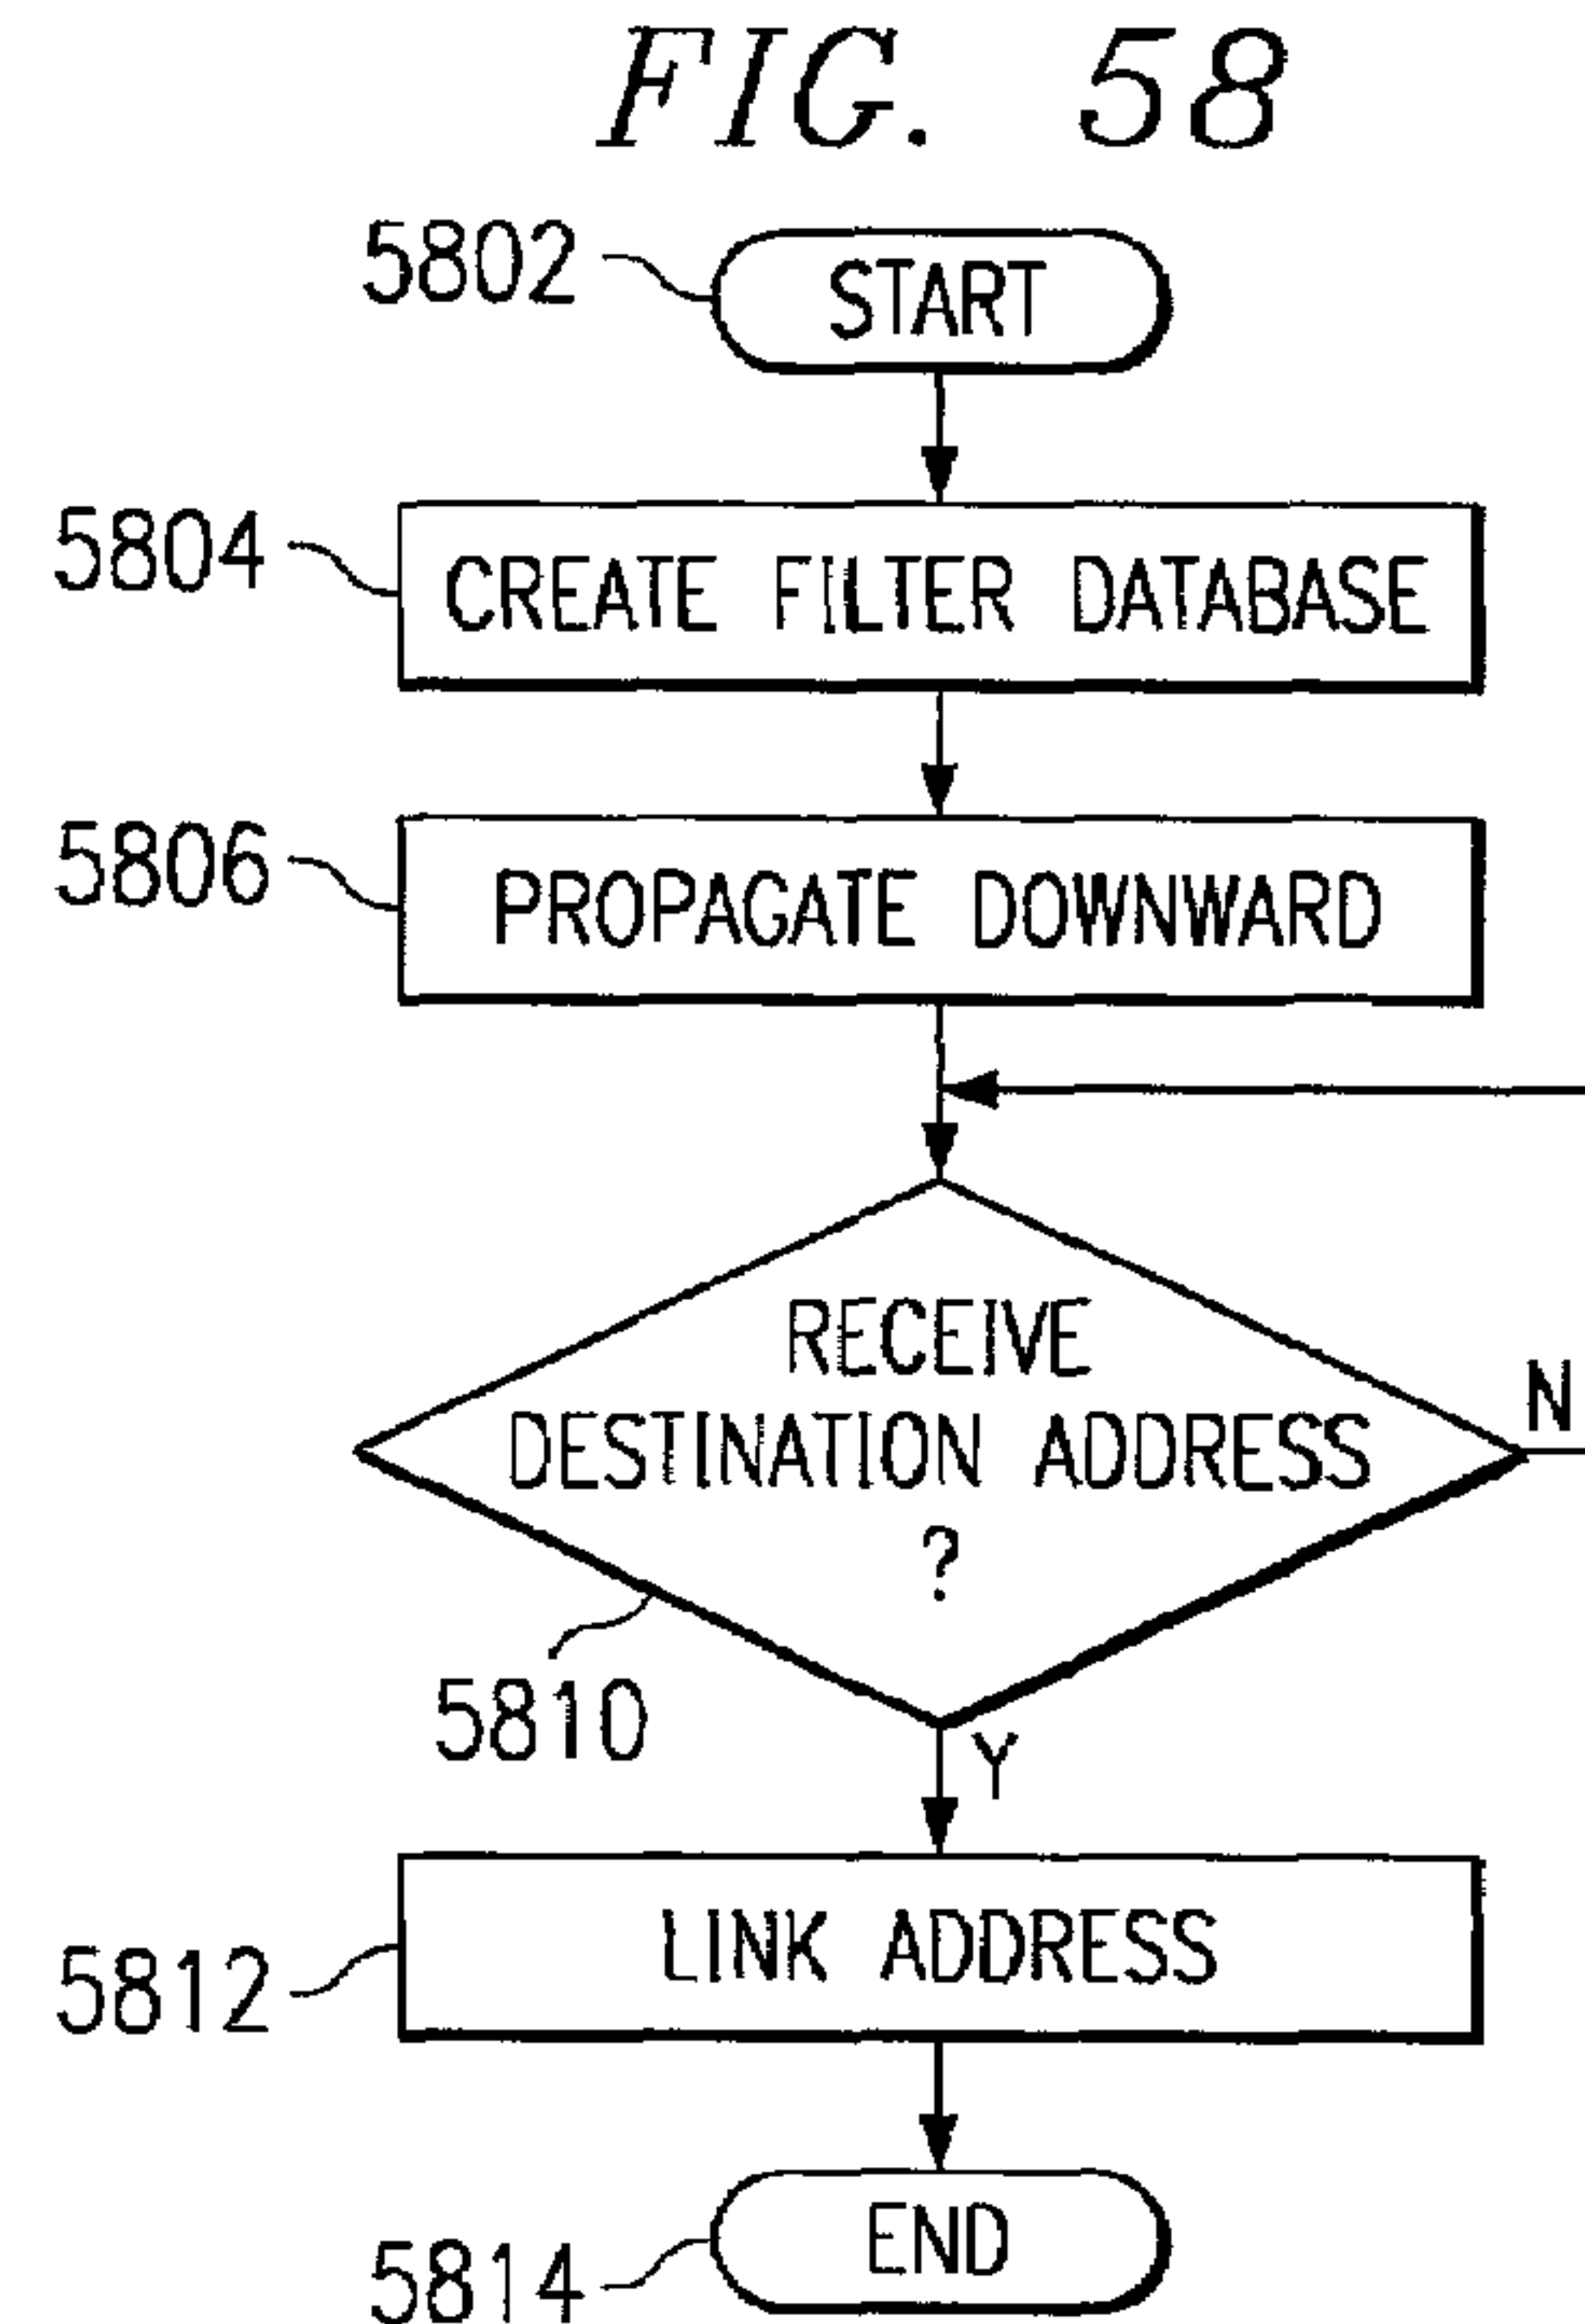 FIG. 58
5802
START
5804
CREATE FILTER DATABASE
5806
PROPAGATE DOWNWARD
RECEIVE
DESTINATION ADDRESS
?
N
5810
Y
LINK ADDRESS
5812
END
5814